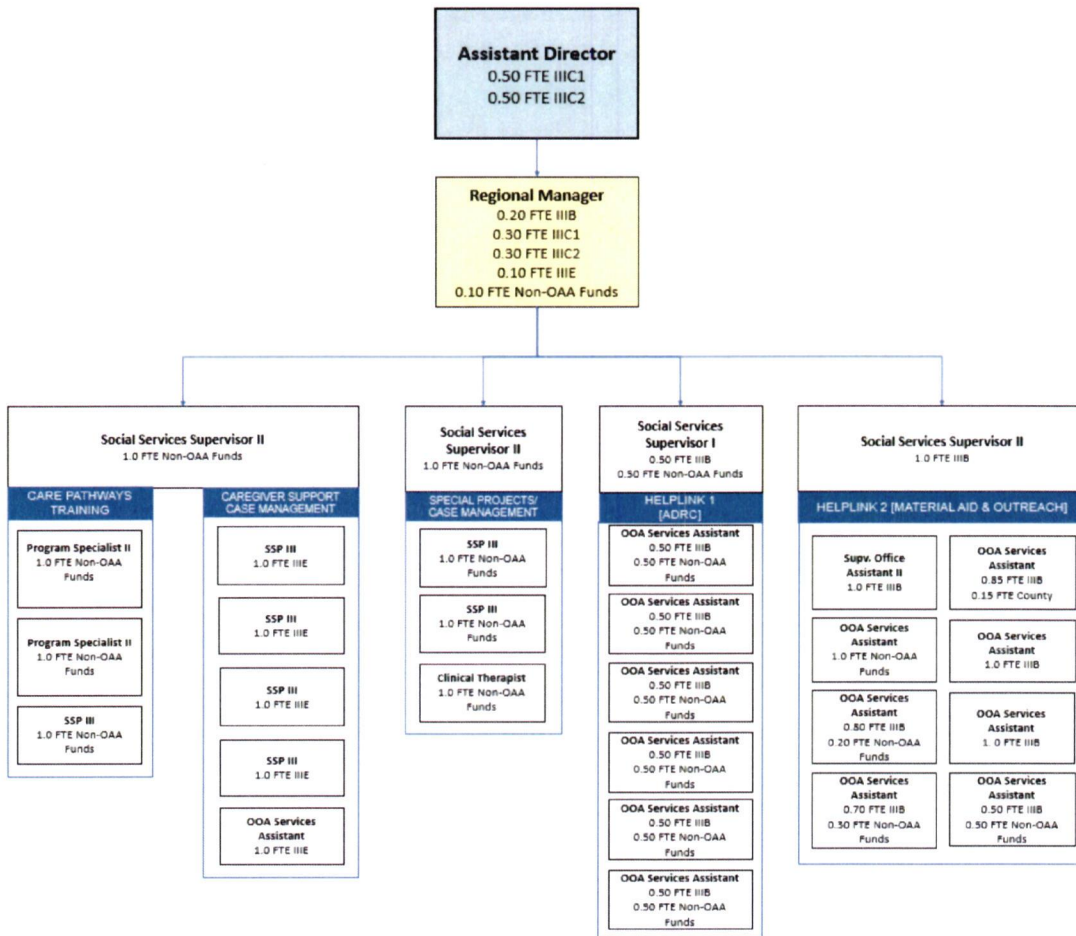 Assistant Director
0.50 FTE IIIC1
0.50 FTE IIIC2
Regional Manager
0.20 FTE IIIB
0.30 FTE IIIC1
0.30 FTE IIIC2
0.10 FTE IIIE
0.10 FTE Non-OAA Funds
Social Services Supervisor II
1.0 FTE Non-OAA Funds
CARE PATHWAYS
TRAINING
Program Specialist II
1.0 FTE Non-OAA
Funds
Program Specialist II
1.0 FTE Non-OAA
Funds
SSP III
1.0 FTE Non-OAA
Funds
CAREGIVER SUPPORT
CASE MANAGEMENT
SSP III
1.0 FTE IIIE
SSP III
1.0 FTE IIIE
SSP III
1.0 FTE IIIE
SSP III
1.0 FTE IIIE
OOA Services
Assistant
1.0 FTE IIIE
Social Services
Supervisor II
1.0 FTE Non-OAA Funds
SPECIAL PROJECTS/
CASE MANAGEMENT
SSP III
1.0 FTE Non-OAA
Funds
SSP III
1.0 FTE Non-OAA
Funds
Clinical Therapist
1.0 FTE Non-OAA
Funds
Social Services
Supervisor I
0.50 FTE IIIB
0.50 FTE Non-OAA Funds
HELPLINK 1
[ADRC]
OOA Services Assistant
0.50 FTE IIIB
0.50 FTE Non-OAA
Funds
OOA Services Assistant
0.50 FTE IIIB
0.50 FTE Non-OAA
Funds
OOA Services Assistant
0.50 FTE IIIB
0.50 FTE Non-OAA
Funds
OOA Services Assistant
0.50 FTE IIIB
0.50 FTE Non-OAA
Funds
OOA Services Assistant
0.50 FTE IIIB
0.50 FTE Non-OAA
Funds
OOA Services Assistant
0.50 FTE IIIB
0.50 FTE Non-OAA
Funds
Social Services Supervisor II
1.0 FTE IIIB
HELPLINK 2 [MATERIAL AID & OUTREACH]
Supv. Office
Assistant II
1.0 FTE IIIB
OOA Services
Assistant
0.85 FTE IIIB
0.15 FTE County
OOA Services
Assistant
1.0 FTE Non-OAA
Funds
OOA Services
Assistant
1.0 FTE IIIB
OOA Services
Assistant
0.80 FTE IIIB
0.20 FTE Non-OAA
Funds
OOA Services
Assistant
1. 0 FTE IIIB
OOA Services
Assistant
0.70 FTE IIIB
0.30 FTE Non-OAA
Funds
OOA Services
Assistant
0.50 FTE IIIB
0.50 FTE Non-OAA
Funds